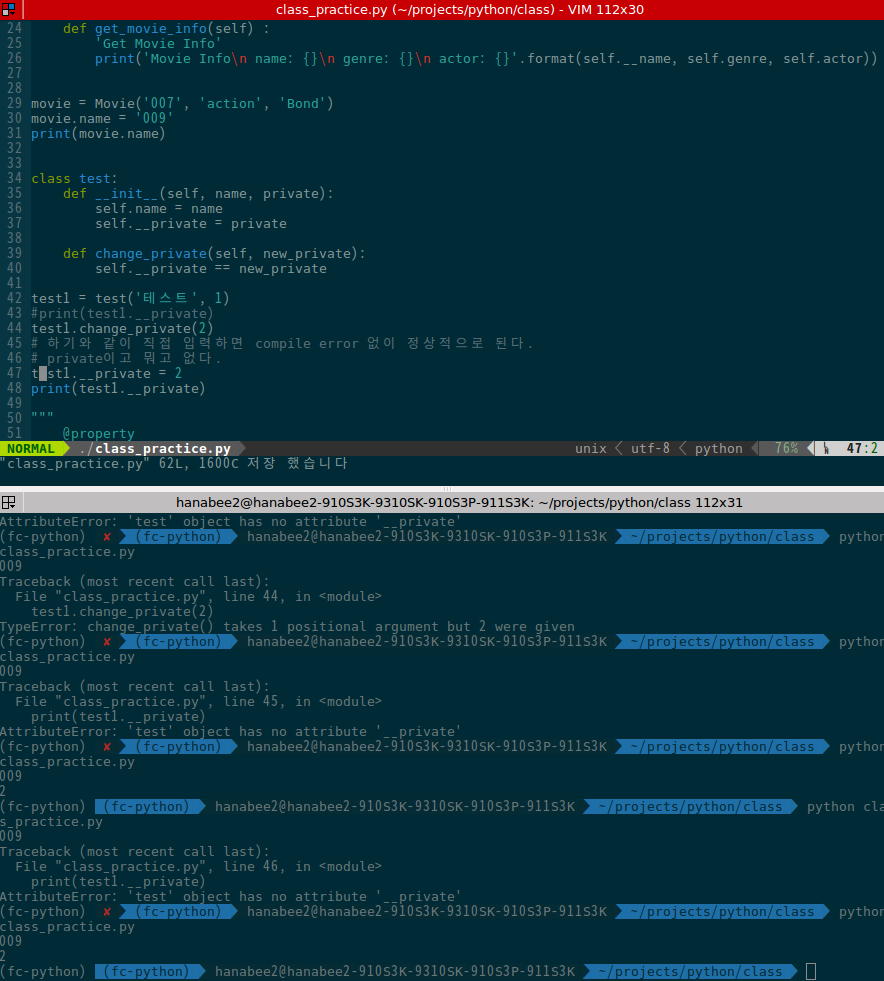 class_practice.py (~/projects/python/class) - VIM 112x30
24     def get_movie_info(self) :
25         'Get Movie Info'
26         print('Movie Info\n name: {}\n genre: {}\n actor: {}'.format(self.__name, self.genre, self.actor))
27
28
29 movie = Movie('007', 'action', 'Bond')
30 movie.name = '009'
31 print(movie.name)
32
33
34 class test:
35     def __init__(self, name, private):
36         self.name = name
37         self.__private = private
38
39     def change_private(self, new_private):
40         self.__private == new_private
41
42 test1 = test('테스트', 1)
43 #print(test1.__private)
44 test1.change_private(2)
45 # 하기와 같이 직접 입력하면 compile error 없이 정상적으로 된다.
46 # private이고 뭐고 없다.
47 test1.__private = 2
48 print(test1.__private)
49
50 """
51     @property
NORMAL ./class_practice.py unix < utf-8 < python 76% 47:2
"class_practice.py" 62L, 1600C 저장 했습니다
hanabee2@hanabee2-910S3K-9310SK-910S3P-911S3K: ~/projects/python/class 112x31
AttributeError: 'test' object has no attribute '__private'
(fc-python) ✘ (fc-python) hanabee2@hanabee2-910S3K-9310SK-910S3P-911S3K ~/projects/python/class python
class_practice.py
009
Traceback (most recent call last):
  File "class_practice.py", line 44, in <module>
    test1.change_private(2)
TypeError: change_private() takes 1 positional argument but 2 were given
(fc-python) ✘ (fc-python) hanabee2@hanabee2-910S3K-9310SK-910S3P-911S3K ~/projects/python/class python
class_practice.py
009
Traceback (most recent call last):
  File "class_practice.py", line 45, in <module>
    print(test1.__private)
AttributeError: 'test' object has no attribute '__private'
(fc-python) ✘ (fc-python) hanabee2@hanabee2-910S3K-9310SK-910S3P-911S3K ~/projects/python/class python
class_practice.py
009
2
(fc-python) (fc-python) hanabee2@hanabee2-910S3K-9310SK-910S3P-911S3K ~/projects/python/class python cla
s_practice.py
009
Traceback (most recent call last):
  File "class_practice.py", line 46, in <module>
    print(test1.__private)
AttributeError: 'test' object has no attribute '__private'
(fc-python) ✘ (fc-python) hanabee2@hanabee2-910S3K-9310SK-910S3P-911S3K ~/projects/python/class python
class_practice.py
009
2
(fc-python) (fc-python) hanabee2@hanabee2-910S3K-9310SK-910S3P-911S3K ~/projects/python/class